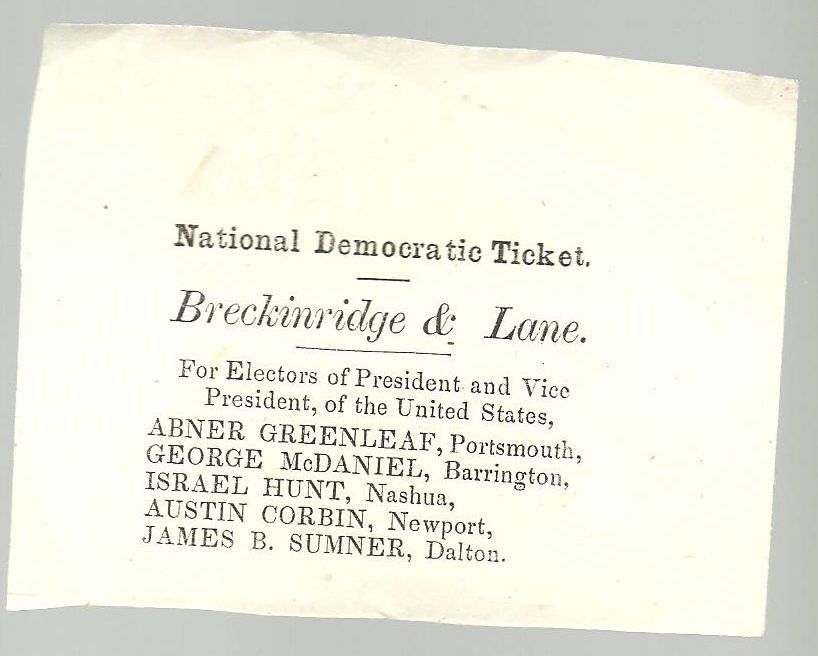 National Democratic Ticket.
Breckinridge & Lane.
For Electors of President and Vice
President, of the United States,
ABNER GREENLEAF, Portsmouth,
GEORGE McDANIEL, Barrington,
ISRAEL HUNT, Nashua,
AUSTIN CORBIN, Newport,
JAMES B. SUMNER, Dalton.